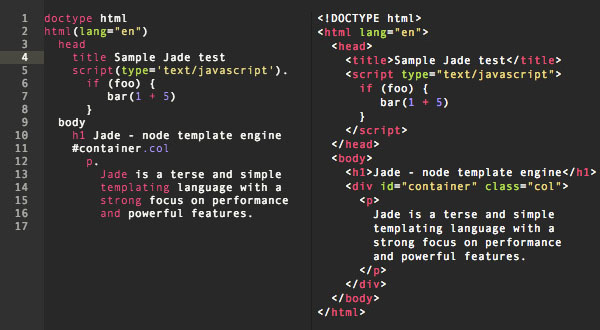 1 doctype html
2 html(lang="en")
3   head
4     title Sample Jade test
5     script(type='text/javascript').
6       if (foo) {
7         bar(1 + 5)
8       }
9   body
10     h1 Jade - node template engine
11     #container.col
12       p.
13         Jade is a terse and simple
14         templating language with a
15         strong focus on performance
16         and powerful features.
17
<!DOCTYPE html>
<html lang="en">
  <head>
    <title>Sample Jade test</title>
    <script type="text/javascript">
      if (foo) {
         bar(1 + 5)
      }
    </script>
  </head>
  <body>
    <h1>Jade - node template engine</h1>
    <div id="container" class="col">
      <p>
        Jade is a terse and simple
        templating language with a
        strong focus on performance
        and powerful features.
      </p>
    </div>
  </body>
</html>